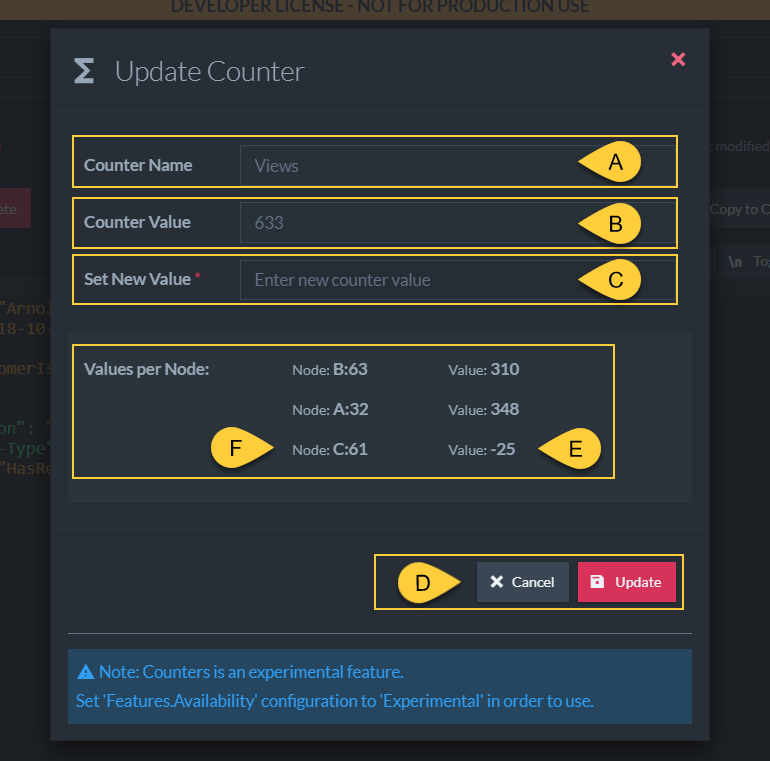 DEVELOPER LICENSE - NOT FOR PRODUCTION USE
Σ Update Counter
Counter Name Views A
t modified
ete
Copy to C
Counter Value 633 B
\n Tog
Set New Value * Enter new counter value C
"Arnol
18-10-
Values per Node: Node: B:63 Value: 310
omerIs
Node: A:32 Value: 348
on":
F Node: C:61 Value: -25 E
-Type"
"HasRe
D Cancel Update
Note: Counters is an experimental feature.
Set 'Features.Availability' configuration to 'Experimental' in order to use.